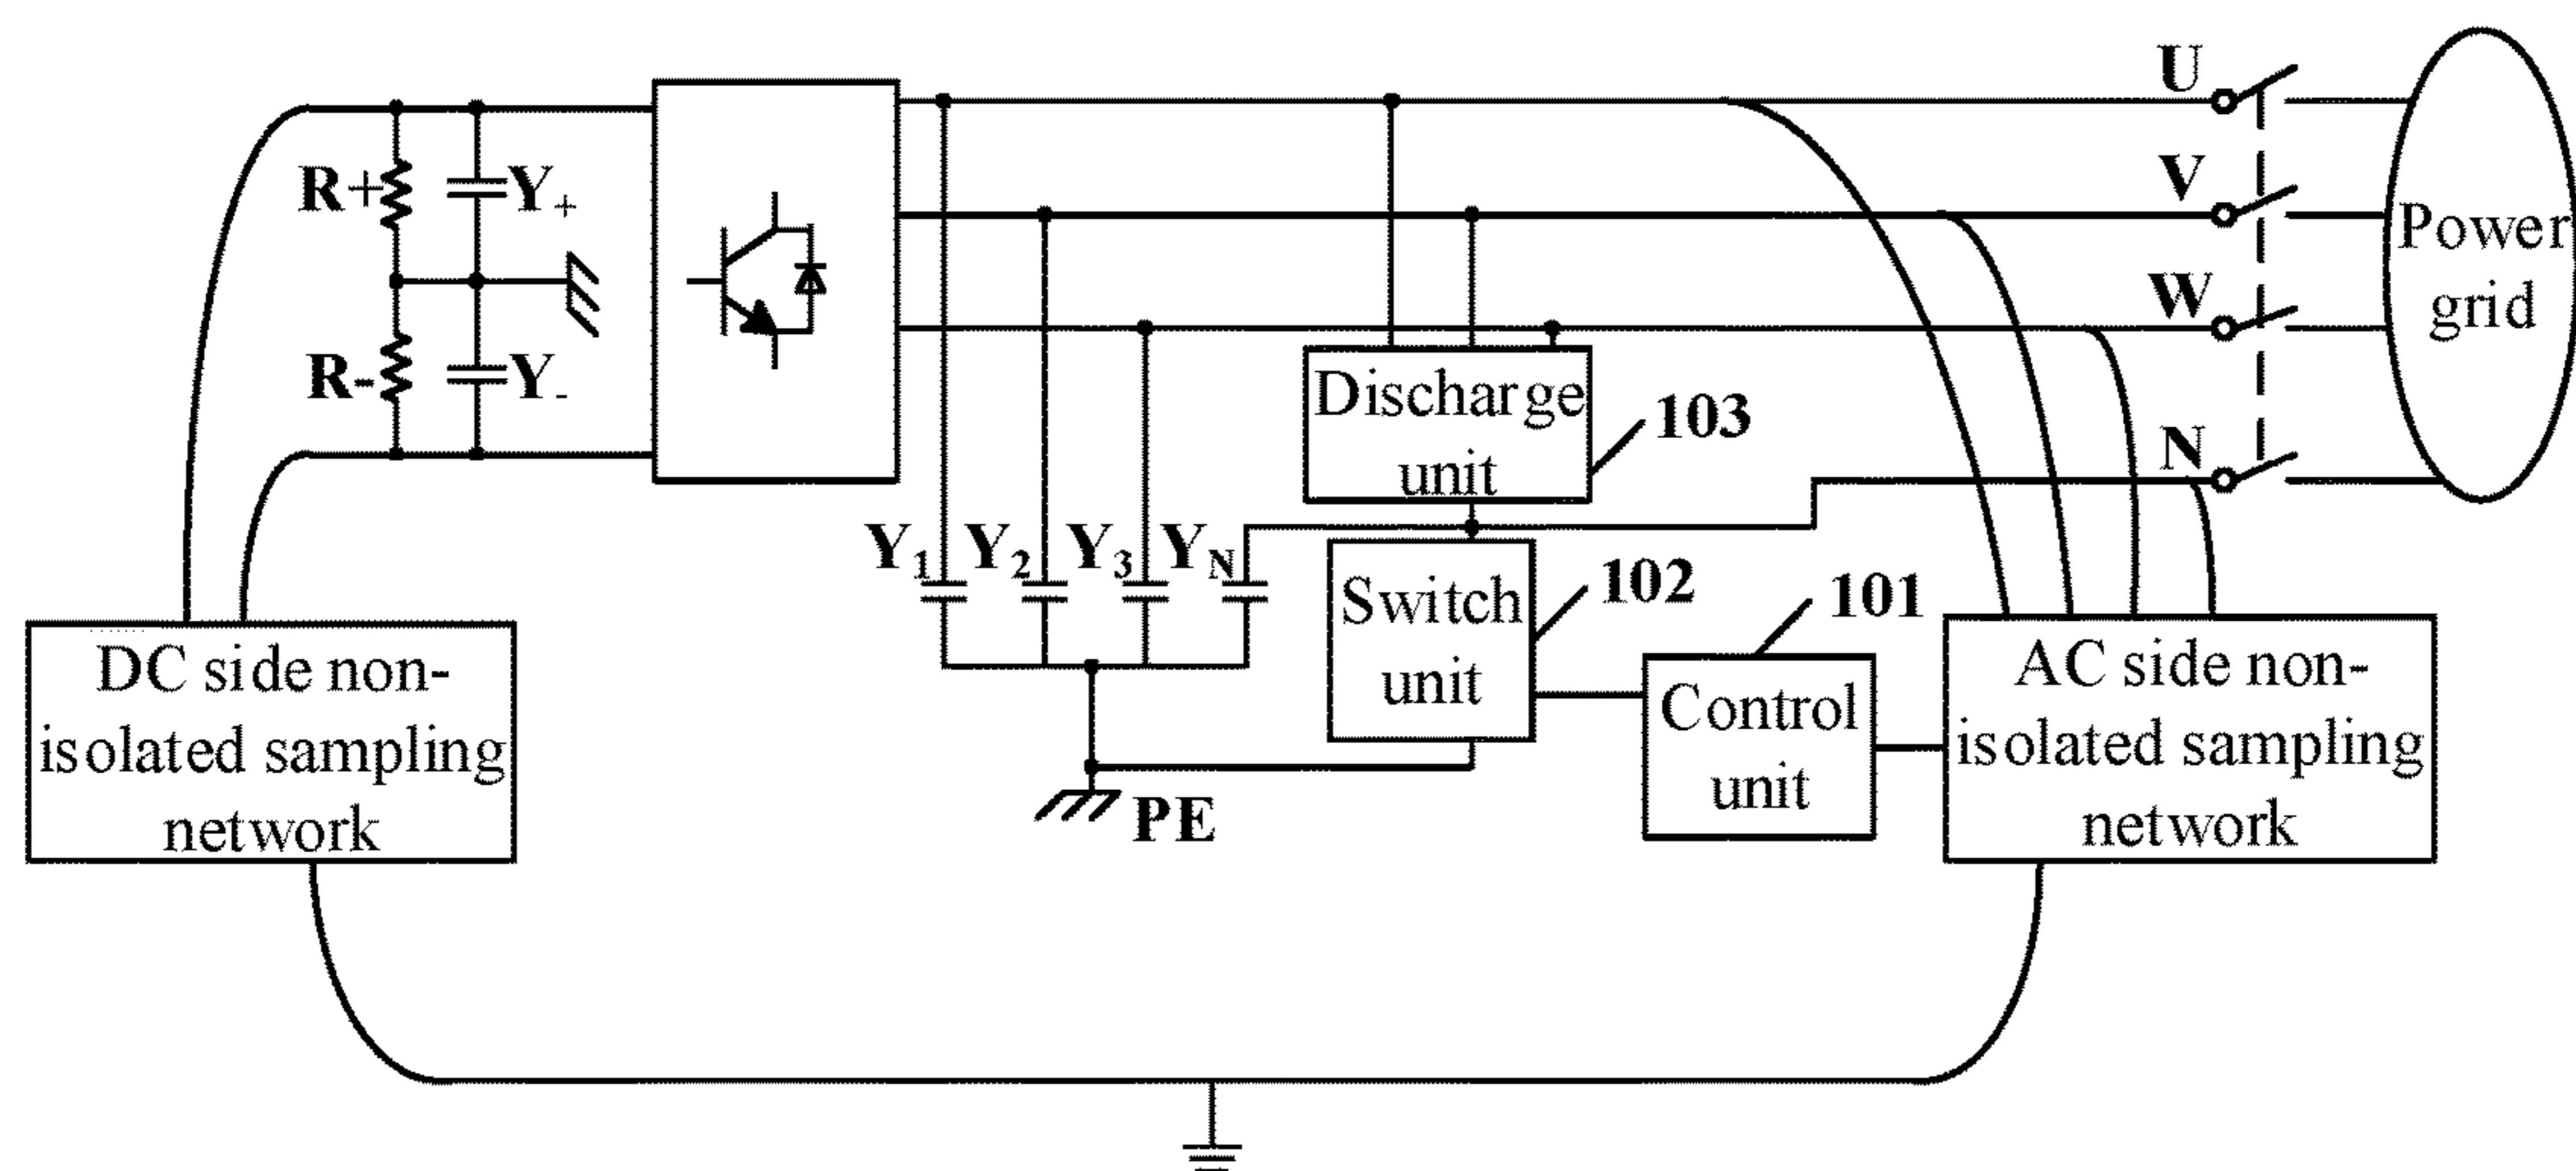 U
V
W
N
Power
grid
R+
Y+
R-
Y-
Discharge
unit
103
Y1
Y2
Y3
YN
Switch
unit
102
101
Control
unit
DC side non-
isolated sampling
network
AC side non-
isolated sampling
network
PE